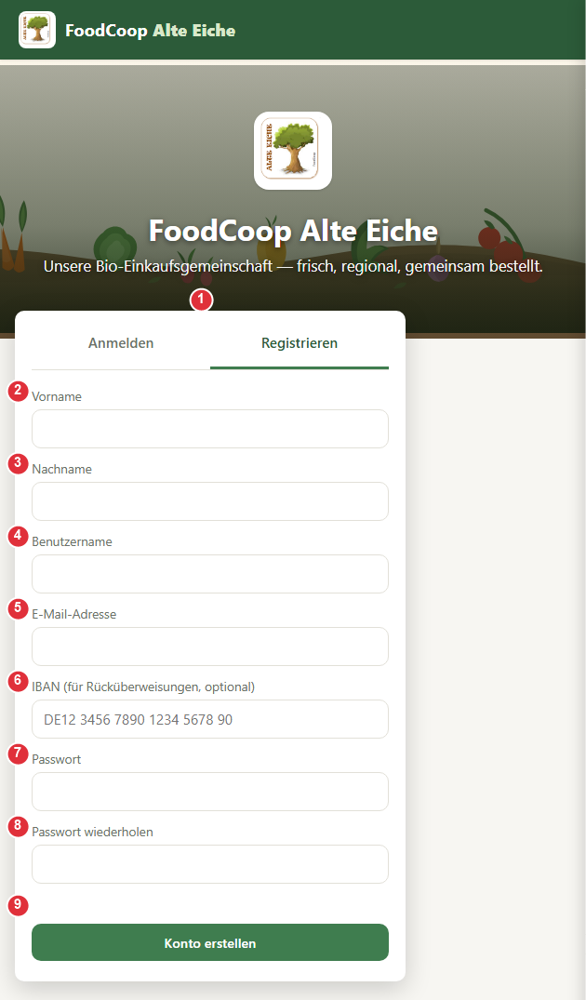 ALTE EICHE
FoodCoop Alte Eiche
ALTE EICHE
FoodCoop Alte Eiche
Unsere Bio-Einkaufsgemeinschaft — frisch, regional, gemeinsam bestellt.
1
Anmelden
Registrieren
2
Vorname
3
Nachname
4
Benutzername
5
E-Mail-Adresse
6
IBAN (für Rücküberweisungen, optional)
DE12 3456 7890 1234 5678 90
7
Passwort
8
Passwort wiederholen
9
Konto erstellen